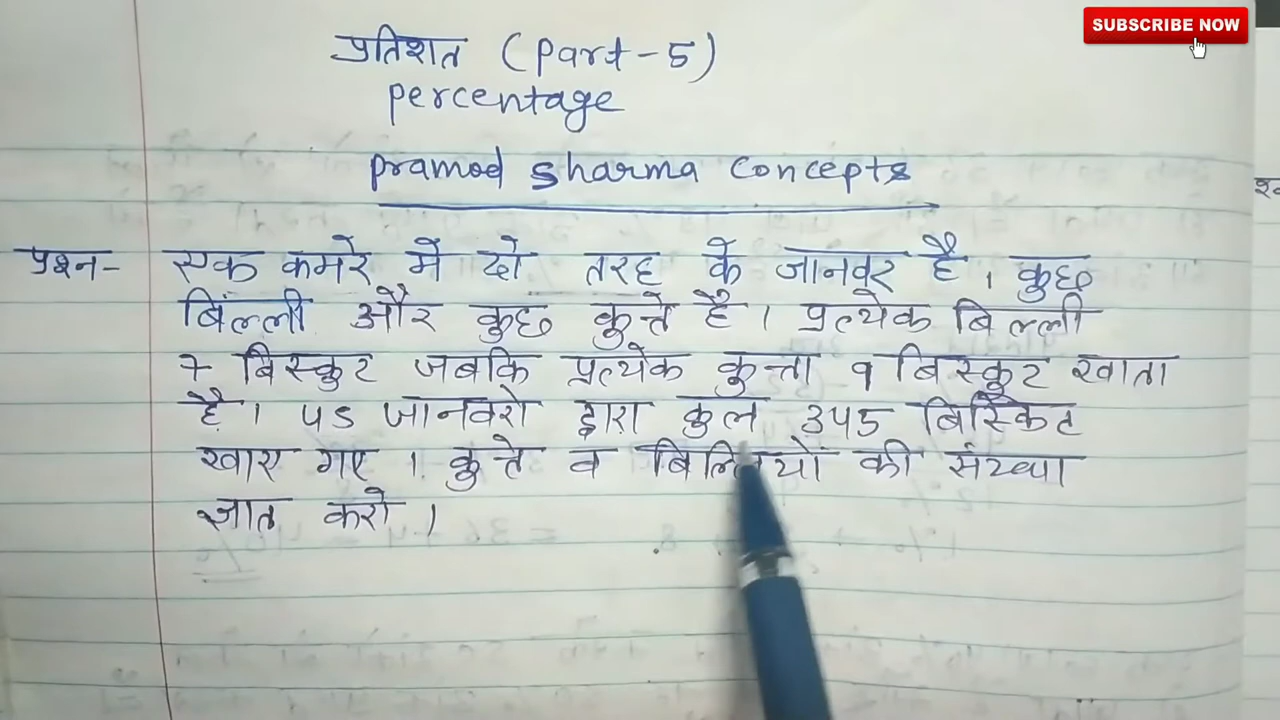 SUBSCRIBE NOW
प्रतिशत (Part-5)
percentage
pramod sharma concepts
प्रश्न- एक कमरे में दो तरह के जानवर है । कुछ
बिंल्ली और कुछ कुत्ते है । प्रत्येक बिल्ली
7 बिस्कुट जबकि प्रत्येक कुत्ता 9 बिस्कुट खाता
है । 45 जानवरो द्वारा कुल 345 बिस्किट
खाए गए । कुत्ते व बिल्लियों की संख्या
ज्ञात करो ।